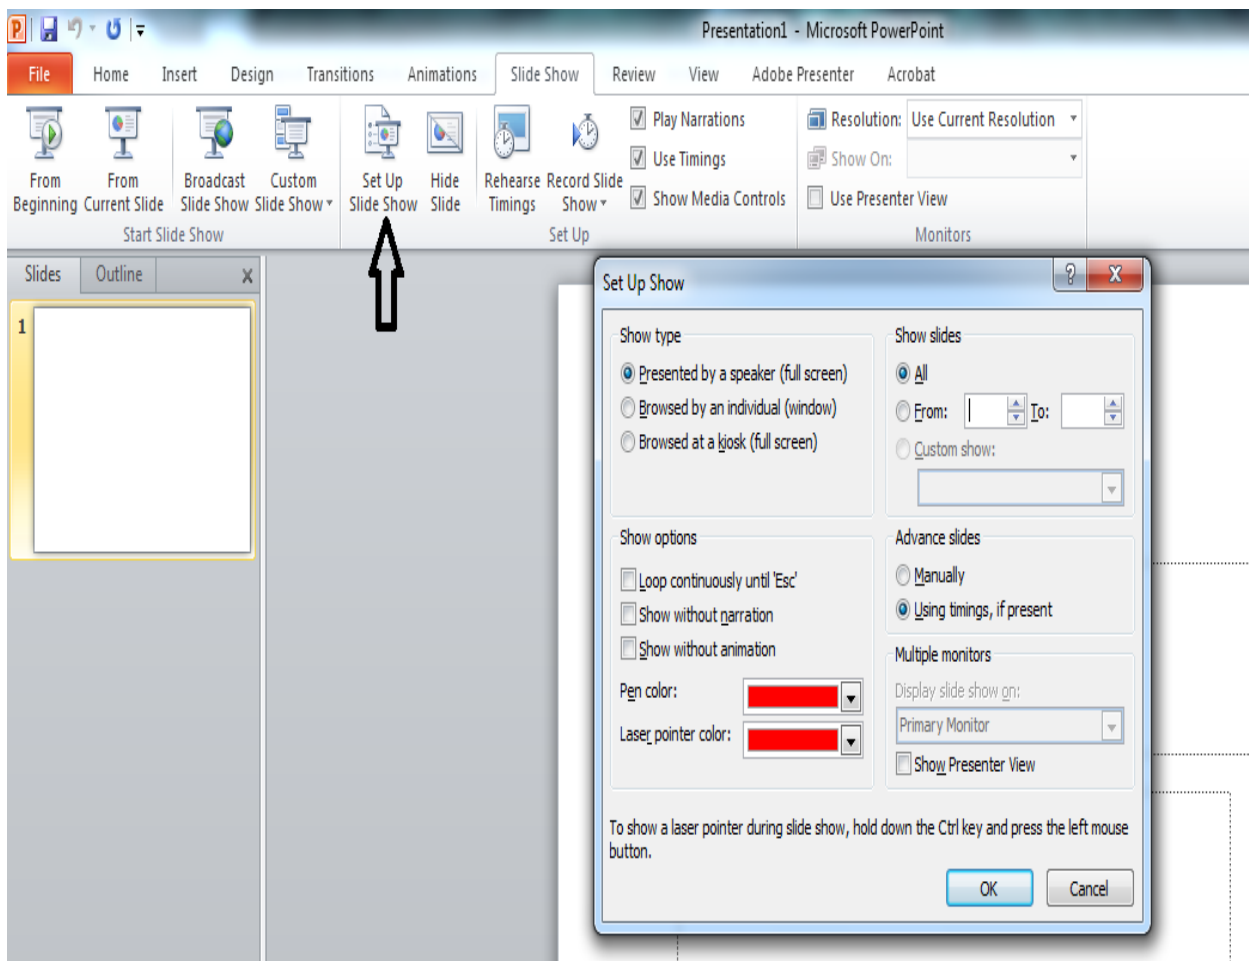 P
Presentation1 - Microsoft PowerPoint
File Home Insert Design Transitions Animations Slide Show Review View Adobe Presenter Acrobat
From Beginning
From Current Slide
Broadcast Slide Show
Custom Slide Show
Set Up Slide Show
Hide Slide
Rehearse Timings
Record Slide Show
Play Narrations
Use Timings
Show Media Controls
Resolution: Use Current Resolution
Show On:
Use Presenter View
Start Slide Show
Set Up
Monitors
Slides Outline
1
Set Up Show
?
Show type
Presented by a speaker (full screen)
Browsed by an individual (window)
Browsed at a kiosk (full screen)
Show slides
All
From: To:
Custom show:
Show options
Loop continuously until 'Esc'
Show without narration
Show without animation
Pen color:
Laser pointer color:
Advance slides
Manually
Using timings, if present
Multiple monitors
Display slide show on:
Primary Monitor
Show Presenter View
To show a laser pointer during slide show, hold down the Ctrl key and press the left mouse
button.
OK Cancel